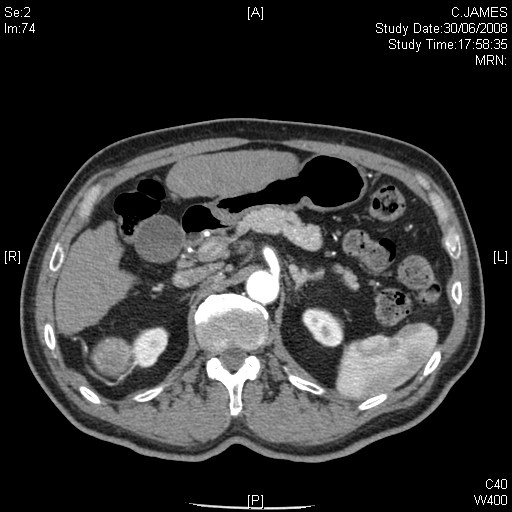 Se:2
Im:74
[A]
C.JAMES
Study Date:30/06/2008
Study Time:17:58:35
MRN:
[R]
[L]
[P]
C40
W400